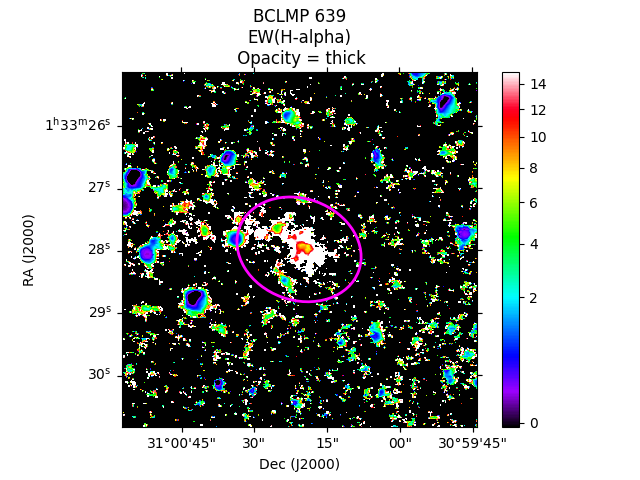 BCLMP 639
EW(H-alpha)
Opacity = thick
1ʰ33ᵐ26ˢ
27ˢ
28ˢ
29ˢ
30ˢ
RA (J2000)
31°00'45"
30"
15"
00"
30°59'45"
Dec (J2000)
14
12
10
8
6
4
2
0